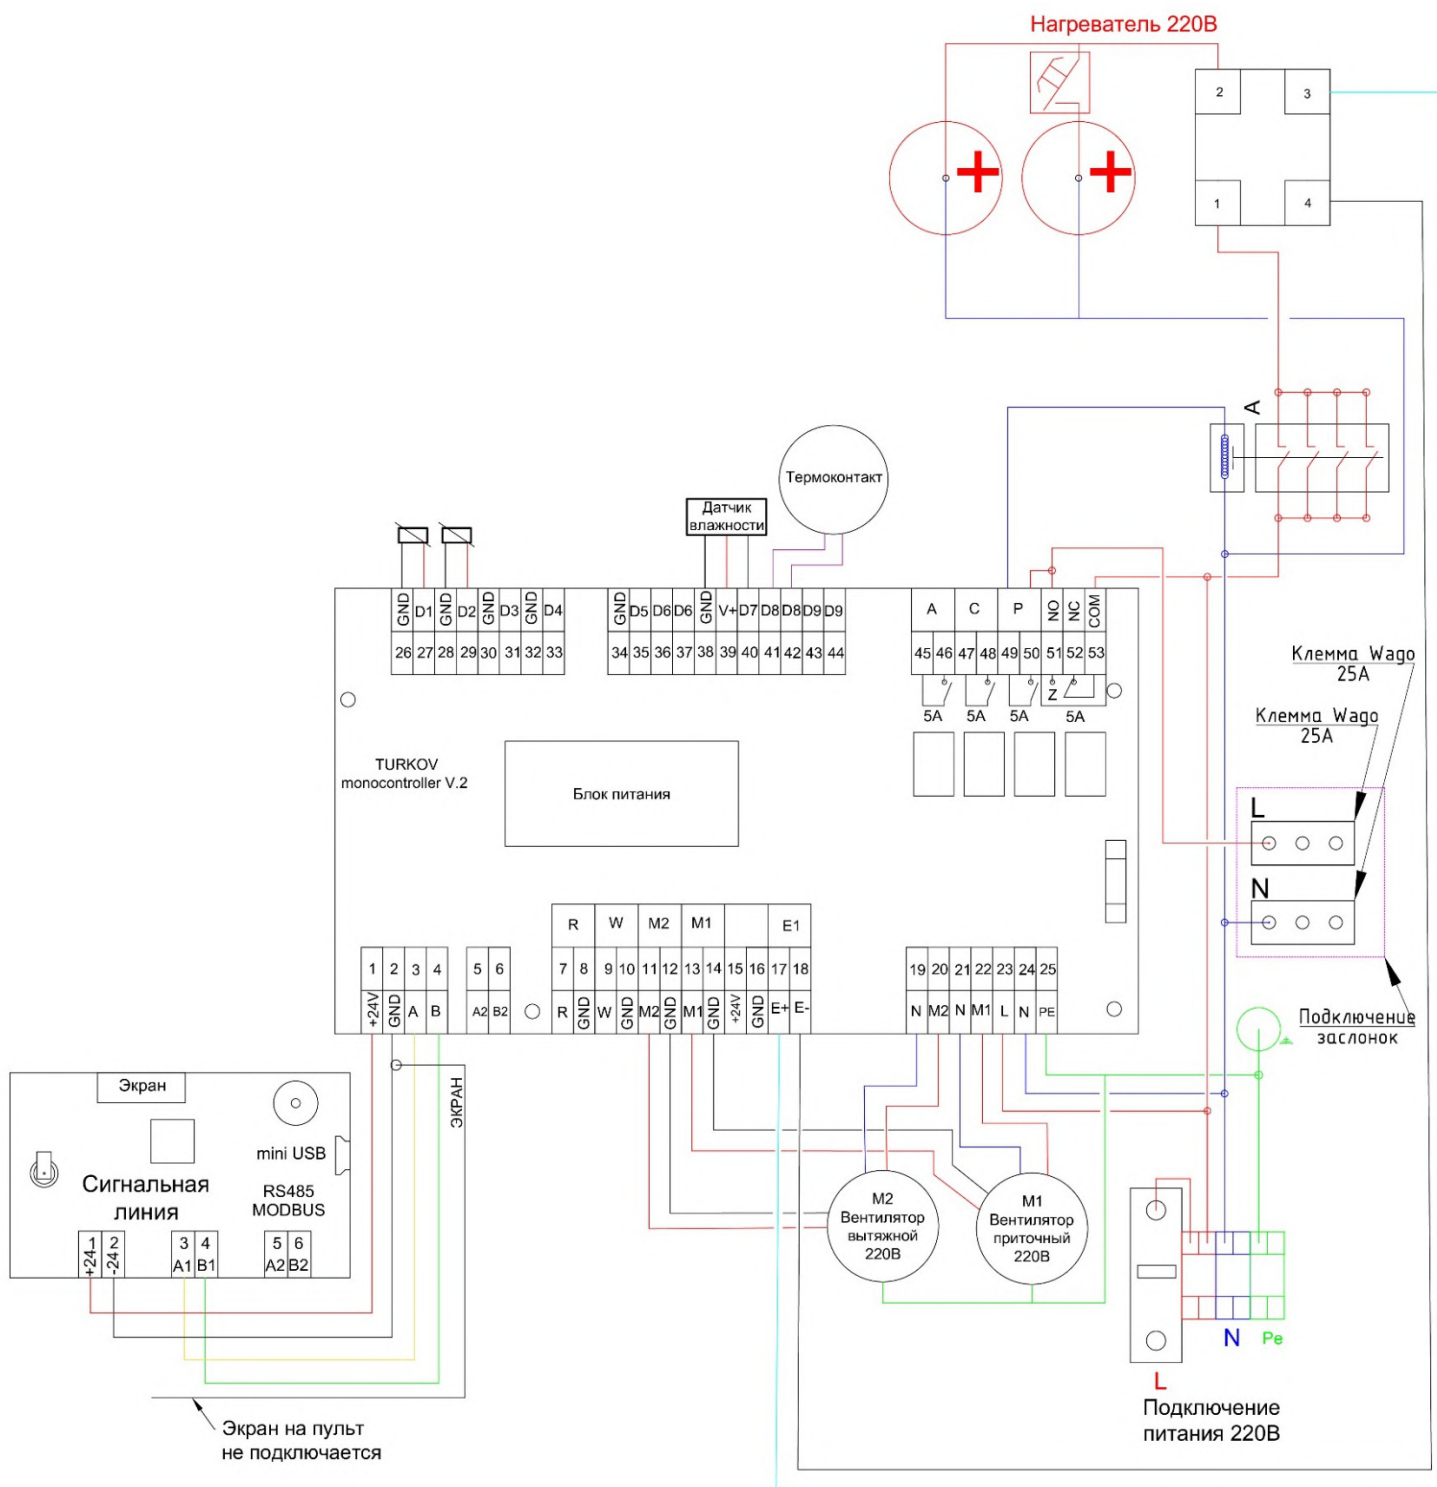 Нагреватель 220В
2
3
1
4
A
Термоконтакт
Датчик
влажности
GND D1 GND D2 GND D3 GND D4
26 27 28 29 30 31 32 33
GND D5 D6 D6 GND V+ D7 D8 D8 D9 D9
34 35 36 37 38 39 40 41 42 43 44
A C P NO NC COM
45 46 47 48 49 50 51 52 53
Z
5A 5A 5A 5A
Клемма Wago
25A
Клемма Wago
25A
TURKOV
monocontroller V.2
Блок питания
L
N
Подключение
заслонок
R W M2 M1 E1
1 2 3 4 5 6 7 8 9 10 11 12 13 14 15 16 17 18 19 20 21 22 23 24 25
+24V GND A B A2 B2 R GND W GND M2 GND M1 GND +24V GND E+ E- N M2 N M1 L N PE
ЭКРАН
Экран
mini USB
Сигнальная
линия
RS485
MODBUS
1 2 3 4 5 6
+24 -24 A1 B1 A2 B2
M2
Вентилятор
вытяжной
220В
M1
Вентилятор
приточный
220В
N Pe
L
Подключение
питания 220В
Экран на пульт
не подключается